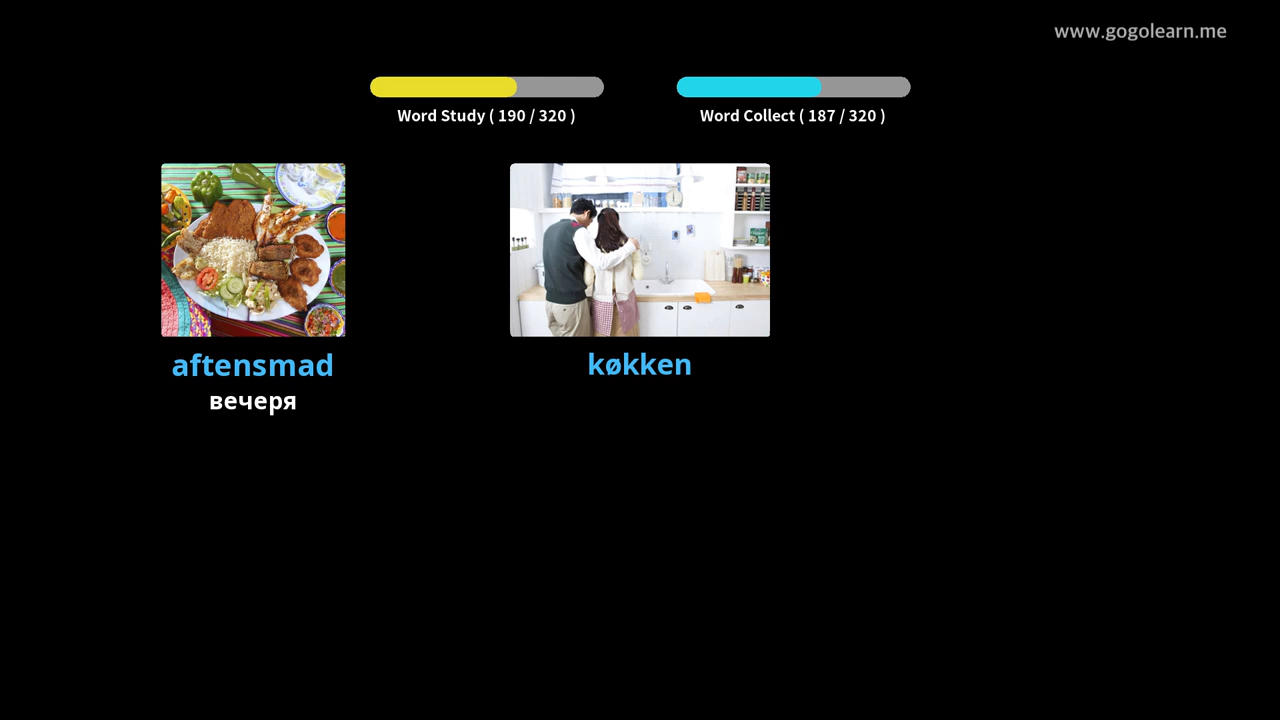 www.gogolearn.me
Word Study ( 190 / 320 )
Word Collect ( 187 / 320 )
aftensmad
вечеря
køkken